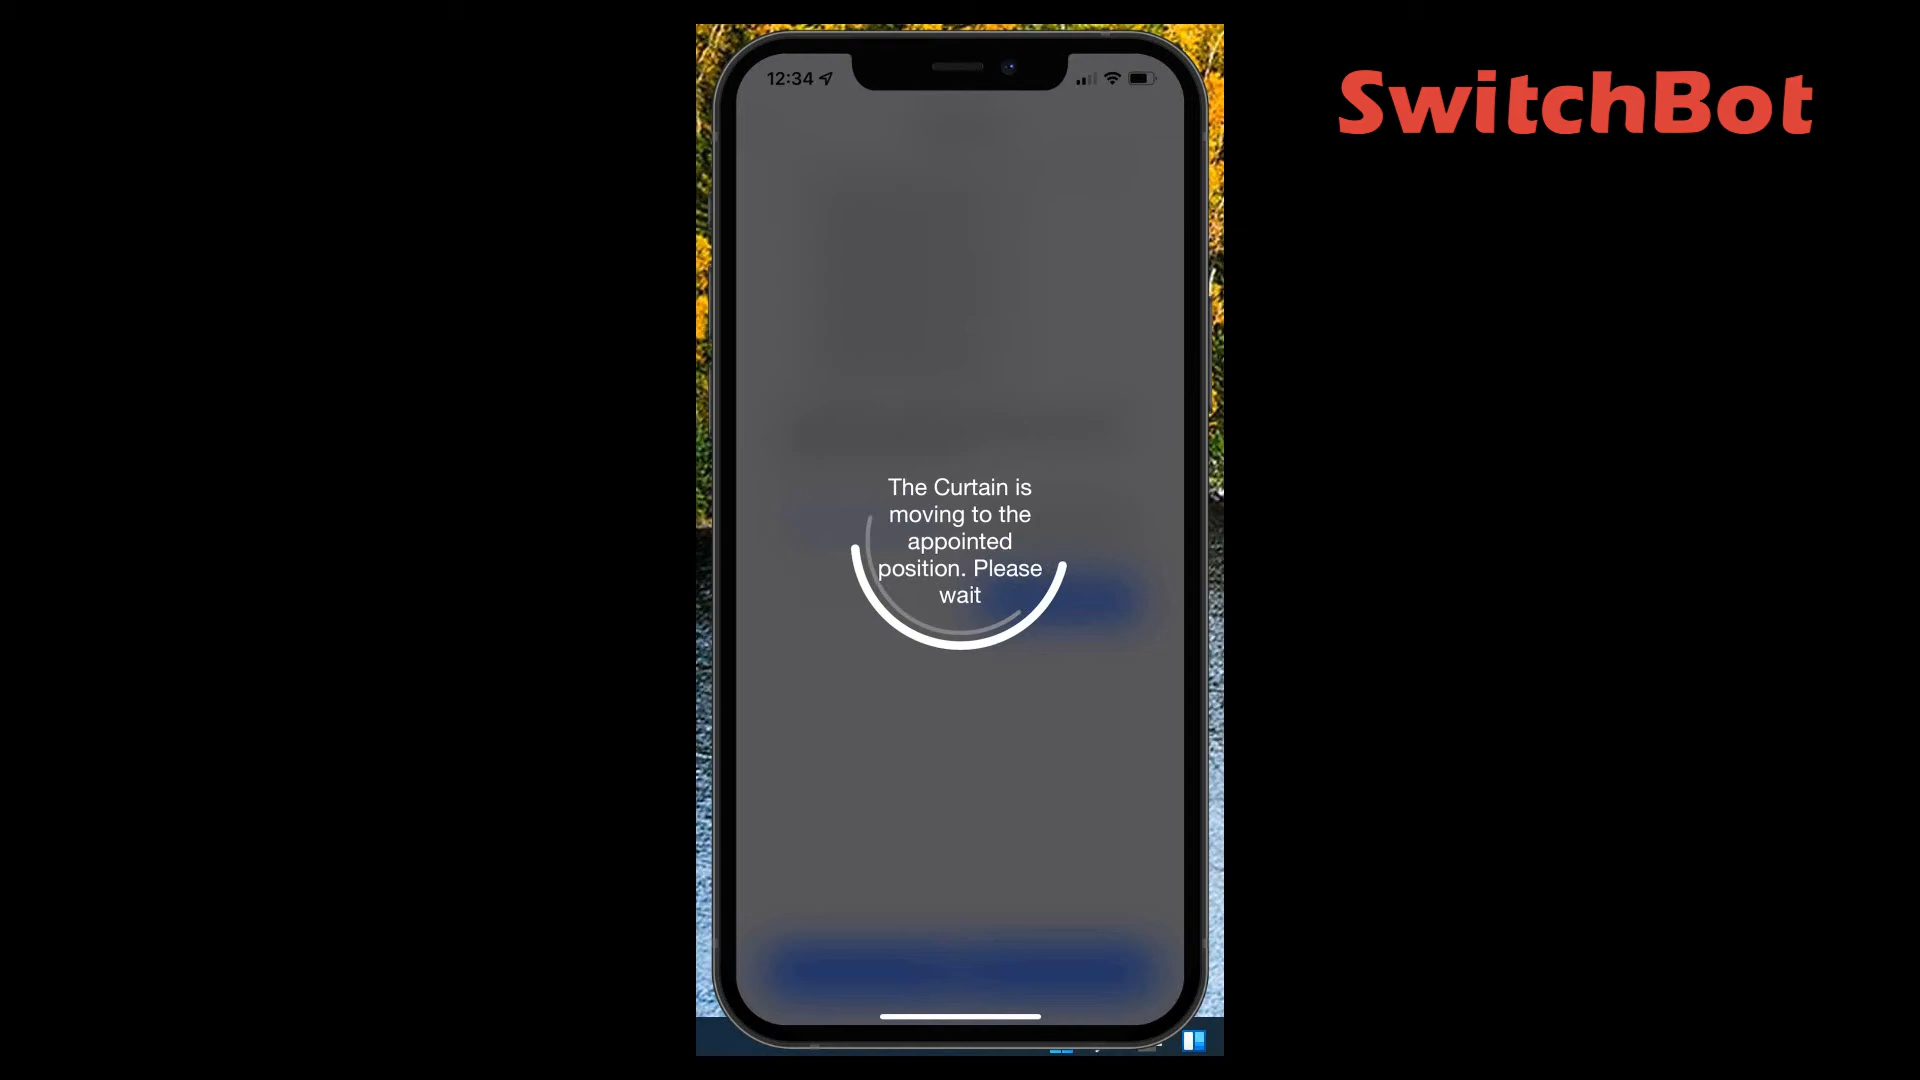 SwitchBot
12:34
The Curtain is
moving to the
appointed
position. Please
wait